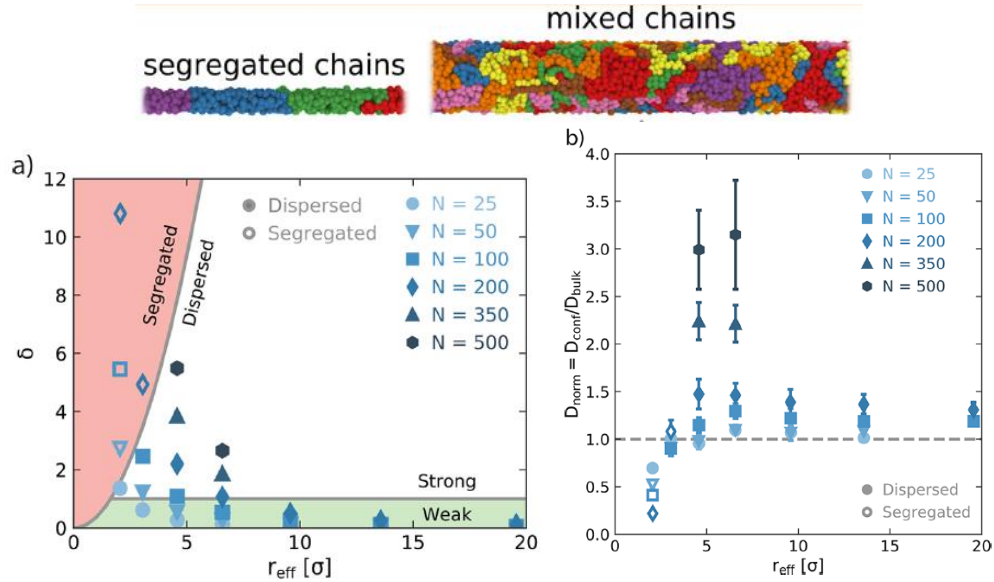 mixed chains
segregated chains
a)
12
10
8
6
4
2
0
δ
0
5
10
15
20
r_eff [σ]
Segregated
Dispersed
Dispersed
Segregated
N = 25
N = 50
N = 100
N = 200
N = 350
N = 500
Strong
Weak
b)
4.0
3.5
3.0
2.5
2.0
1.5
1.0
0.5
0.0
D_norm = D_conf/D_bulk
0
5
10
15
20
r_eff [σ]
N = 25
N = 50
N = 100
N = 200
N = 350
N = 500
Dispersed
Segregated